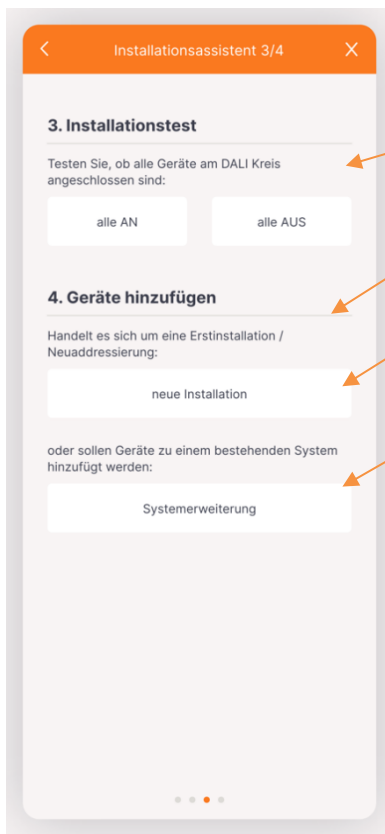 Installationsassistent 3/4
3. Installationstest
Testen Sie, ob alle Geräte am DALI Kreis
angeschlossen sind:
alle AN
alle AUS
4. Geräte hinzufügen
Handelt es sich um eine Erstinstallation /
Neuaddressierung:
neue Installation
oder sollen Geräte zu einem bestehenden System
hinzufügt werden:
Systemerweiterung